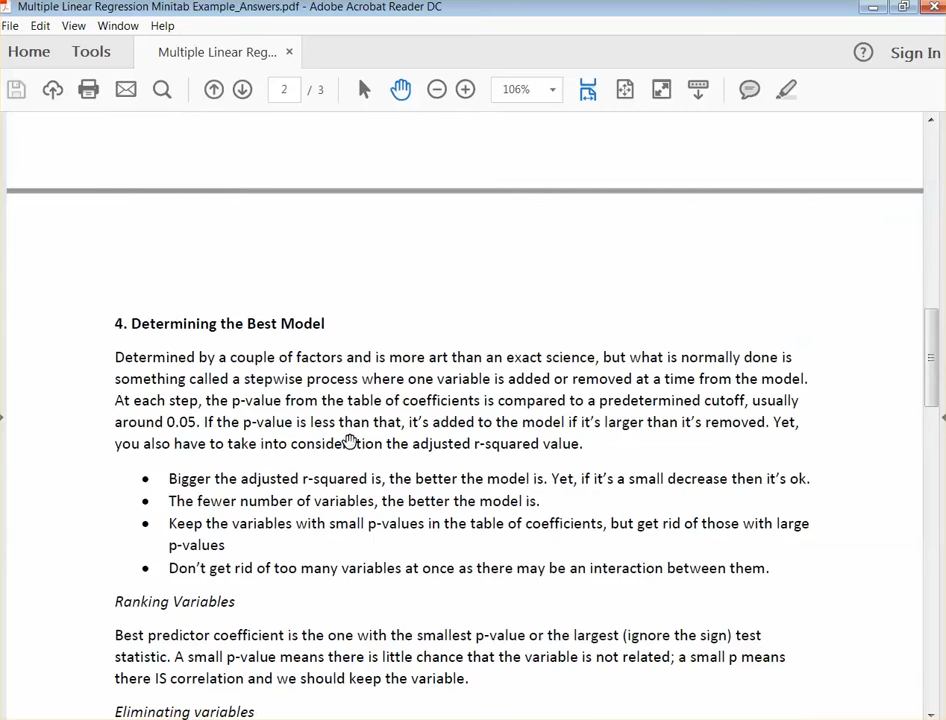 Multiple Linear Regression Minitab Example_Answers.pdf - Adobe Acrobat Reader DC
File Edit View Window Help
Home Tools Multiple Linear Reg... × ? Sign In
2 / 3 106%
4. Determining the Best Model
Determined by a couple of factors and is more art than an exact science, but what is normally done is
something called a stepwise process where one variable is added or removed at a time from the model.
At each step, the p-value from the table of coefficients is compared to a predetermined cutoff, usually
around 0.05. If the p-value is less than that, it's added to the model if it's larger than it's removed. Yet,
you also have to take into consideration the adjusted r-squared value.
• Bigger the adjusted r-squared is, the better the model is. Yet, if it's a small decrease then it's ok.
• The fewer number of variables, the better the model is.
• Keep the variables with small p-values in the table of coefficients, but get rid of those with large
p-values
• Don't get rid of too many variables at once as there may be an interaction between them.
Ranking Variables
Best predictor coefficient is the one with the smallest p-value or the largest (ignore the sign) test
statistic. A small p-value means there is little chance that the variable is not related; a small p means
there IS correlation and we should keep the variable.
Eliminating variables